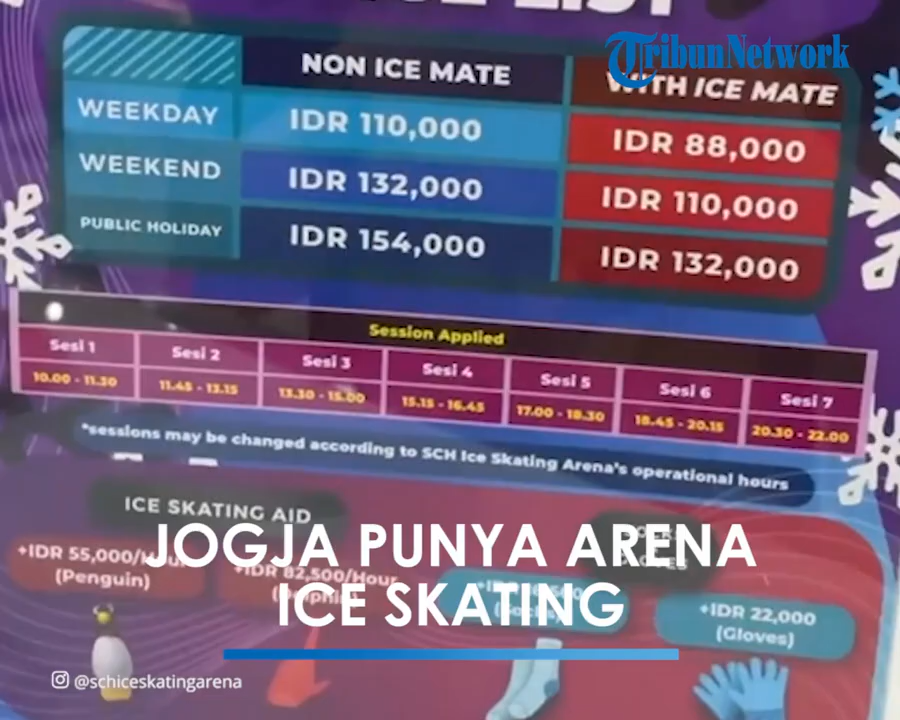 LIST
TribunNetwork
NON ICE MATE
WITH ICE MATE
WEEKDAY
IDR 110,000
IDR 88,000
WEEKEND
IDR 132,000
IDR 110,000
PUBLIC HOLIDAY
IDR 154,000
IDR 132,000
Session Applied
Sesi 1
Sesi 2
Sesi 3
Sesi 4
Sesi 5
Sesi 6
Sesi 7
10.00 - 11.30
11.45 - 13.15
13.30 - 15.00
15.15 - 16.45
17.00 - 18.30
18.45 - 20.15
20.30 - 22.00
*sessions may be changed according to SCH Ice Skating Arena's operational hours
ICE SKATING AID
JOGJA PUNYA ARENA
ICE SKATING
+IDR 55,000/Hour
(Penguin)
+IDR 82,500/Hour
(Dolphin)
(Socks)
+IDR 22,000
(Gloves)
@schiceskatingarena